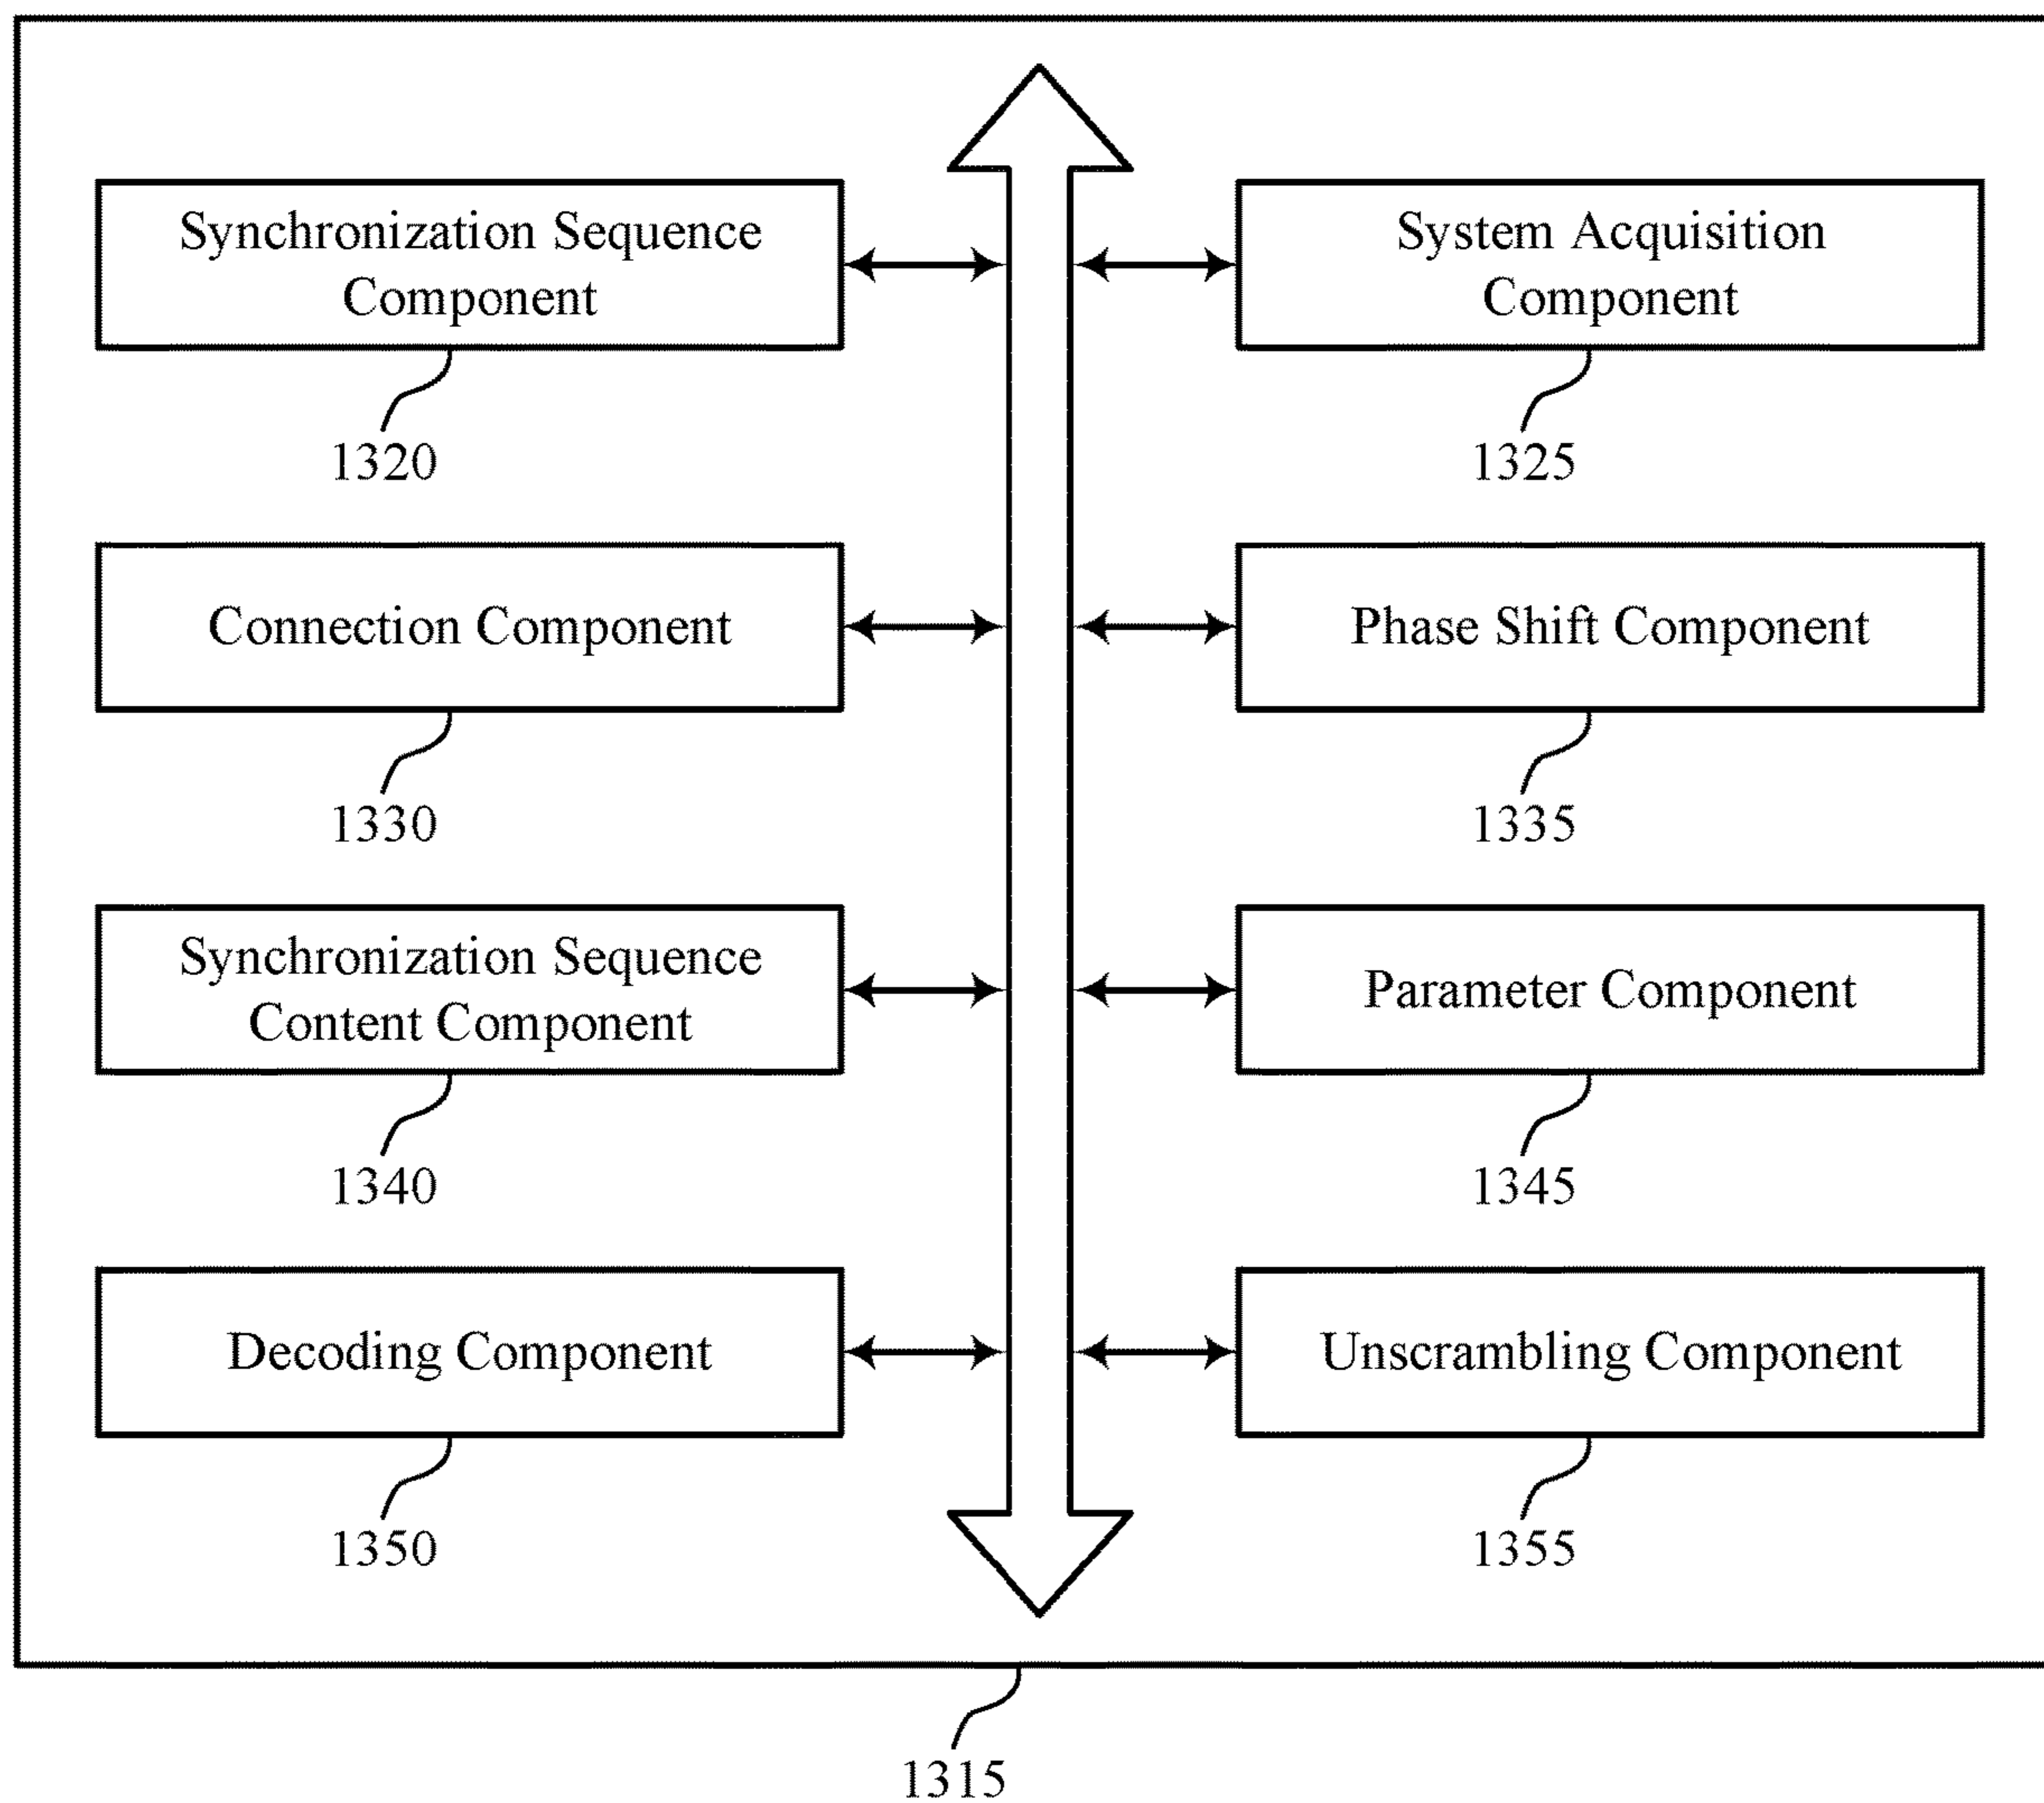 Synchronization Sequence
Component
1320
System Acquisition
Component
1325
Connection Component
1330
Phase Shift Component
1335
Synchronization Sequence
Content Component
1340
Parameter Component
1345
Decoding Component
1350
Unscrambling Component
1355
1315